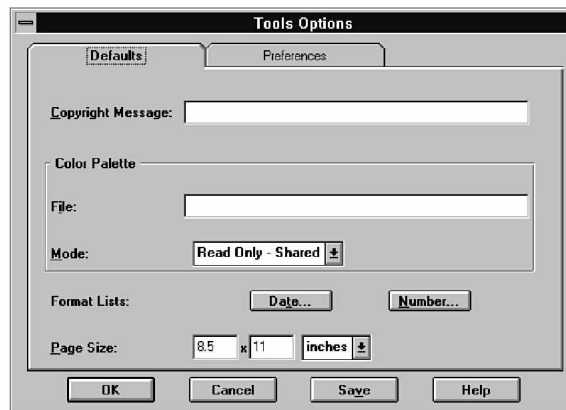 Tools Options
Defaults Preferences
Copyright Message:
Color Palette
File:
Mode: Read Only - Shared
Format Lists: Date... Number...
Page Size: 8.5 x 11 inches
OK Cancel Save Help